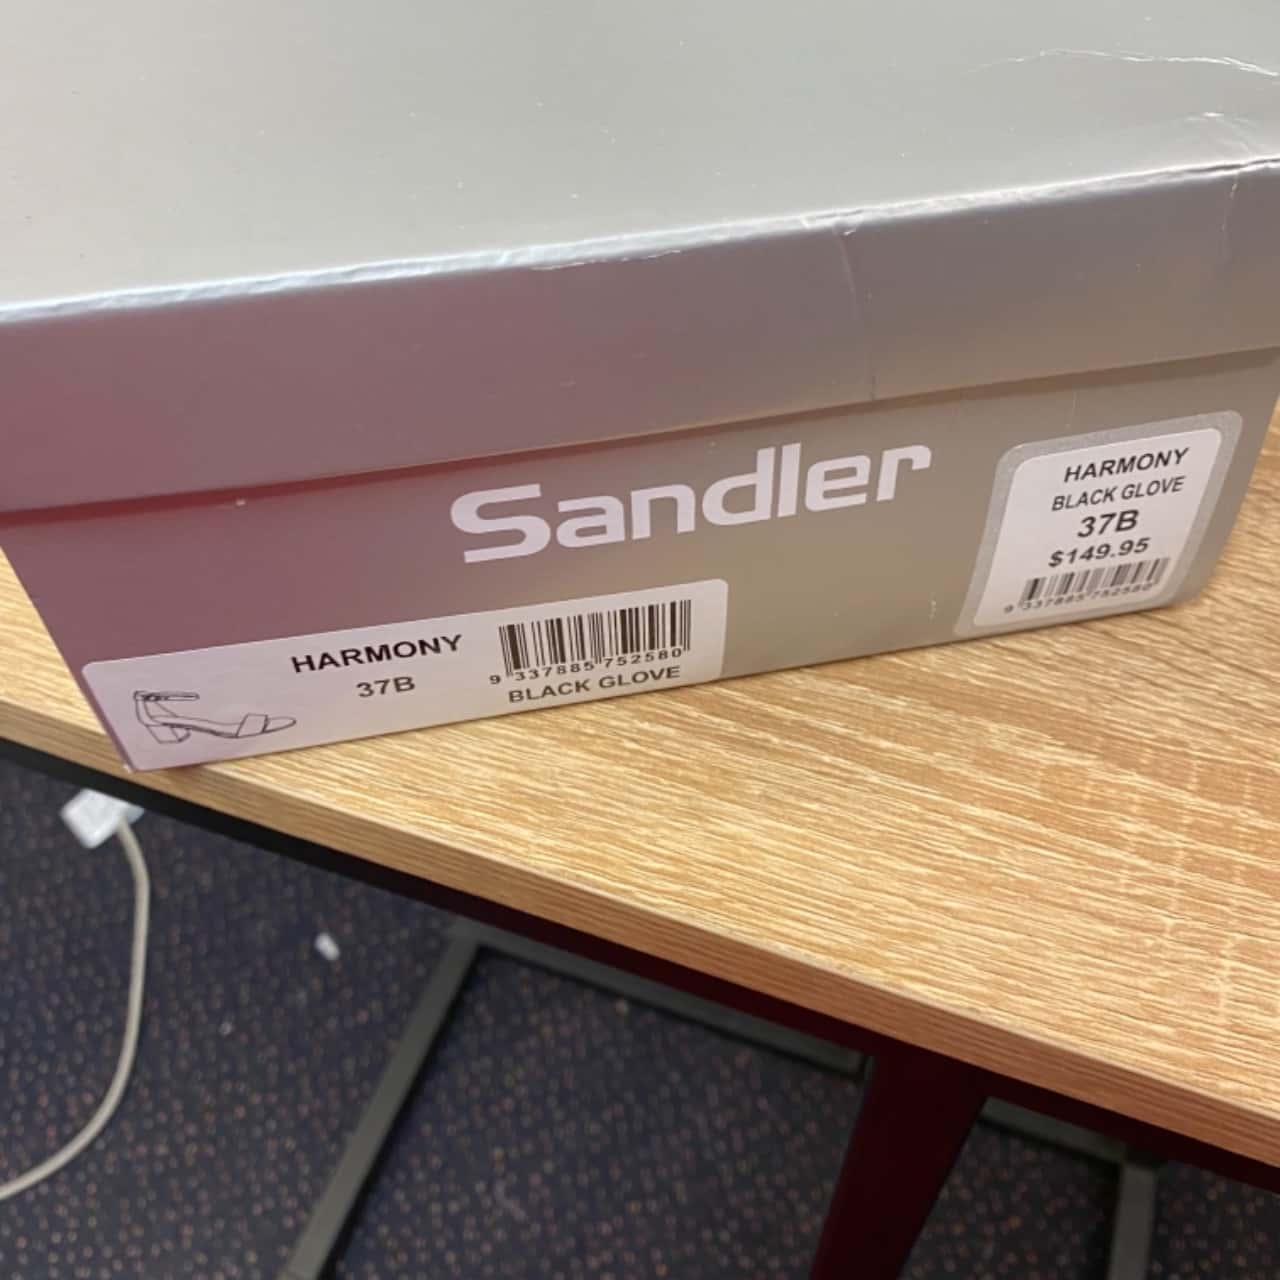 Sandler
HARMONY
BLACK GLOVE
37B
$149.95
9 337885 752580
HARMONY
37B
9 337885 752580
BLACK GLOVE